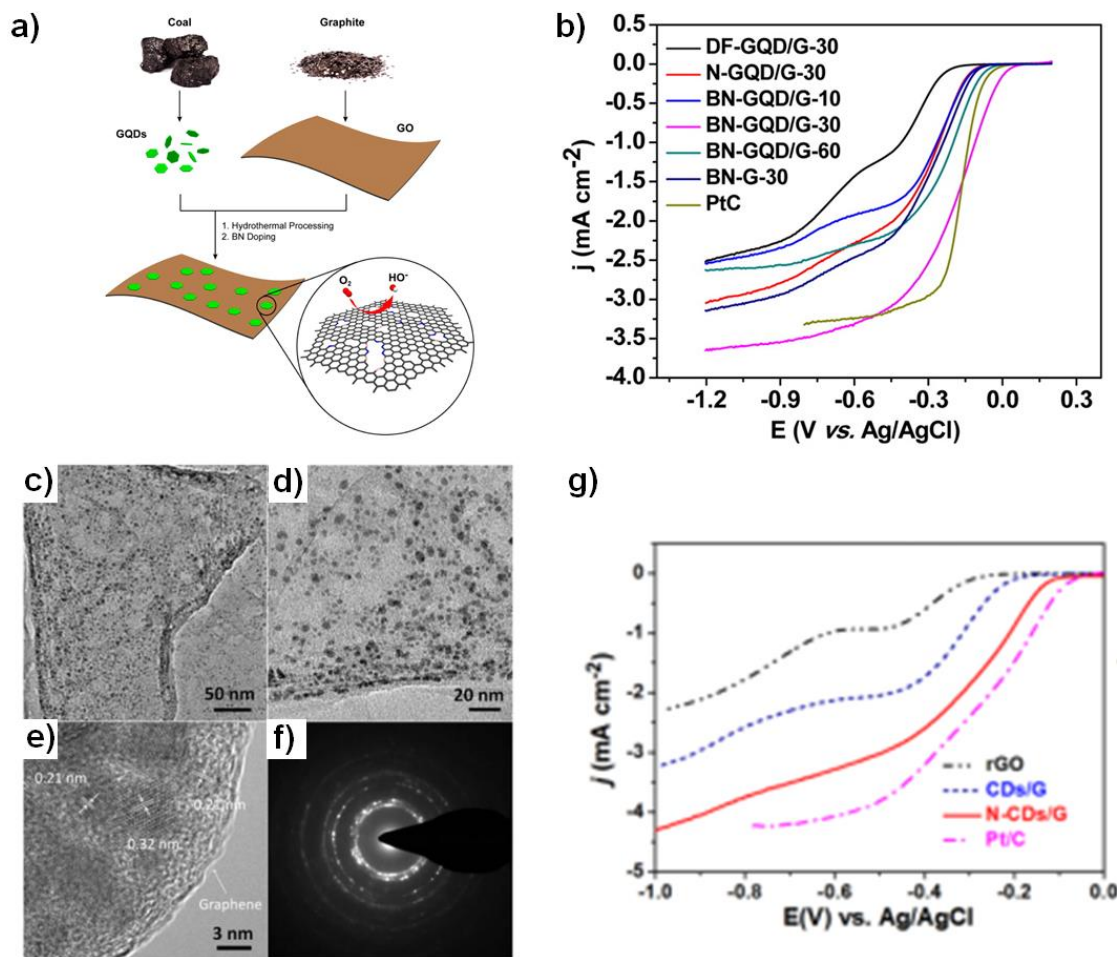 a)
Coal
Graphite
GQDs
GO
1. Hydrothermal Processing
2. BN Doping
O₂
HO⁻
b)
DF-GQD/G-30
N-GQD/G-30
BN-GQD/G-10
BN-GQD/G-30
BN-GQD/G-60
BN-G-30
PtC
j (mA cm⁻²)
0.0
-0.5
-1.0
-1.5
-2.0
-2.5
-3.0
-3.5
-4.0
-1.2 -0.9 -0.6 -0.3 0.0 0.3
E (V vs. Ag/AgCl)
c)
50 nm
d)
20 nm
e)
0.21 nm
0.32 nm
Graphene
3 nm
f)
g)
j (mA cm⁻²)
0
-1
-2
-3
-4
-5
rGO
CDs/G
N-CDs/G
Pt/C
-1.0 -0.8 -0.6 -0.4 -0.2 0.0
E(V) vs. Ag/AgCl